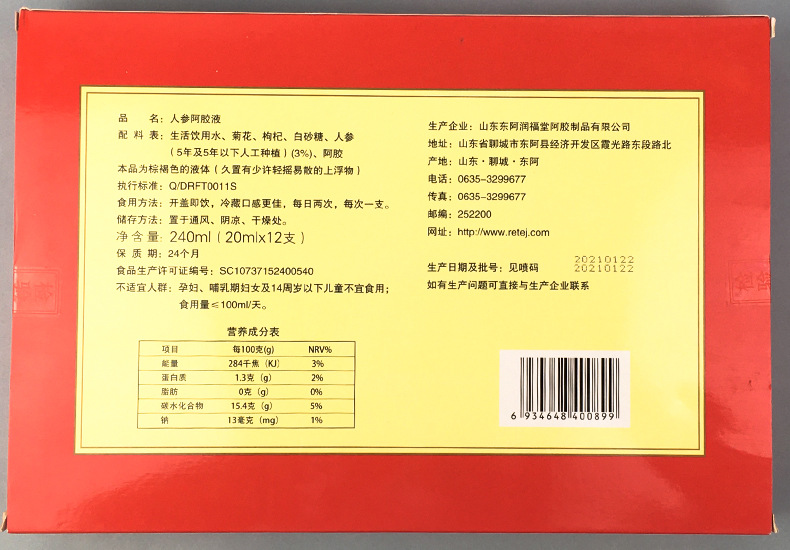 品 名：人参阿胶液
配 料 表：生活饮用水、菊花、枸杞、白砂糖、人参
（5年及5年以下人工种植）(3%)、阿胶
本品为棕褐色的液体（久置有少许轻摇易散的上浮物）
执行标准：Q/DRFT0011S
食用方法：开盖即饮，冷藏口感更佳，每日两次，每次一支。
储存方法：置于通风、阴凉、干燥处。
净含量：240ml（20mlx12支）
保 质 期：24个月
食品生产许可证编号：SC10737152400540
不适宜人群：孕妇、哺乳期妇女及14周岁以下儿童不宜食用；
食用量≤100ml/天。
营养成分表
项目 每100克(g) NRV%
能量 284千焦（KJ） 3%
蛋白质 1.3克（g） 2%
脂肪 0克（g） 0%
碳水化合物 15.4克（g） 5%
钠 13毫克（mg） 1%
生产企业：山东东阿润福堂阿胶制品有限公司
地址：山东省聊城市东阿县经济开发区霞光路东段路北
产地：山东·聊城·东阿
电话：0635-3299677
传真：0635-3299677
邮编：252200
网址：http://www.retej.com
生产日期及批号：见喷码
20210122
20210122
如有生产问题可直接与生产企业联系
6 934648 400899